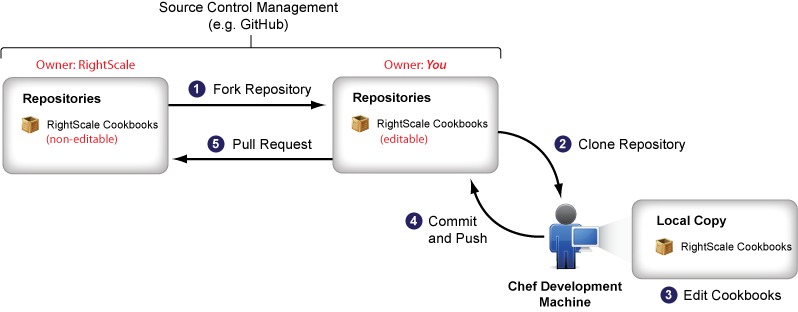 Source Control Management
(e.g. GitHub)
Owner: RightScale
Owner: You
Repositories
RightScale Cookbooks
(non-editable)
1 Fork Repository
5 Pull Request
Repositories
RightScale Cookbooks
(editable)
2 Clone Repository
4 Commit
and Push
Chef Development
Machine
Local Copy
RightScale Cookbooks
3 Edit Cookbooks